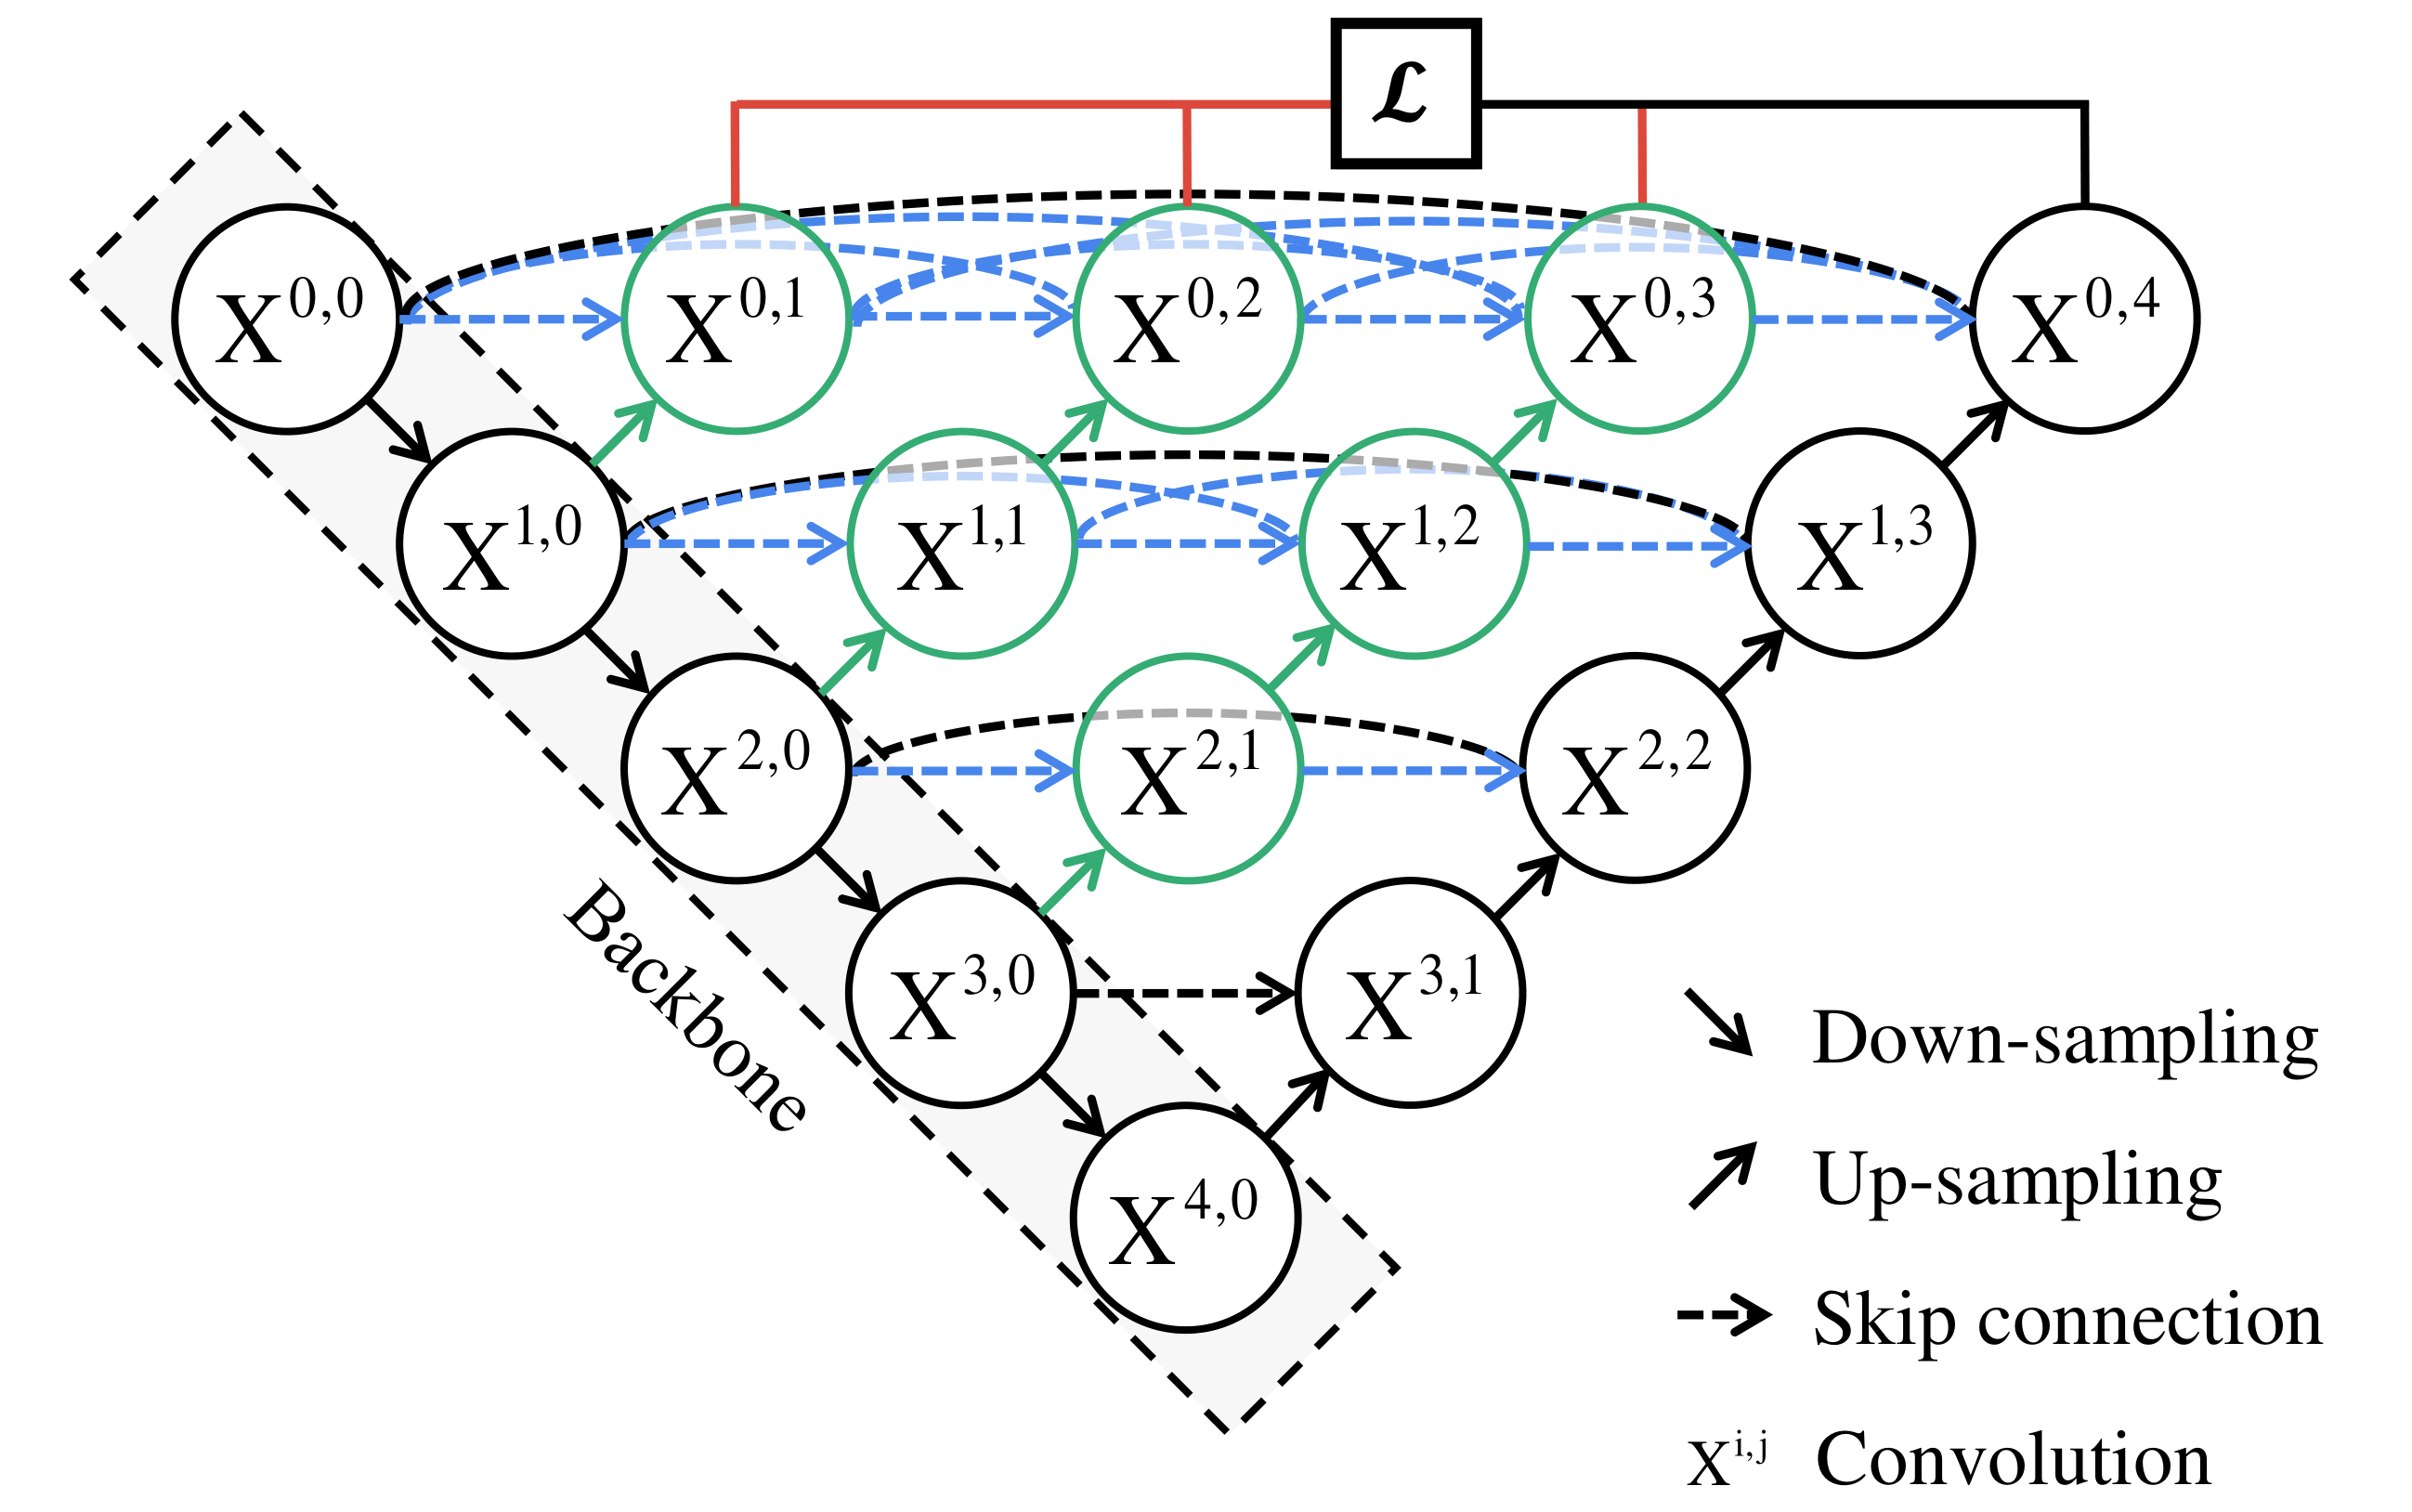 ℒ
X^{0,0} X^{0,1} X^{0,2} X^{0,3} X^{0,4}
X^{1,0} X^{1,1} X^{1,2} X^{1,3}
X^{2,0} X^{2,1} X^{2,2}
X^{3,0} X^{3,1}
X^{4,0}
Backbone
Down-sampling
Up-sampling
Skip connection
X^{i,j} Convolution